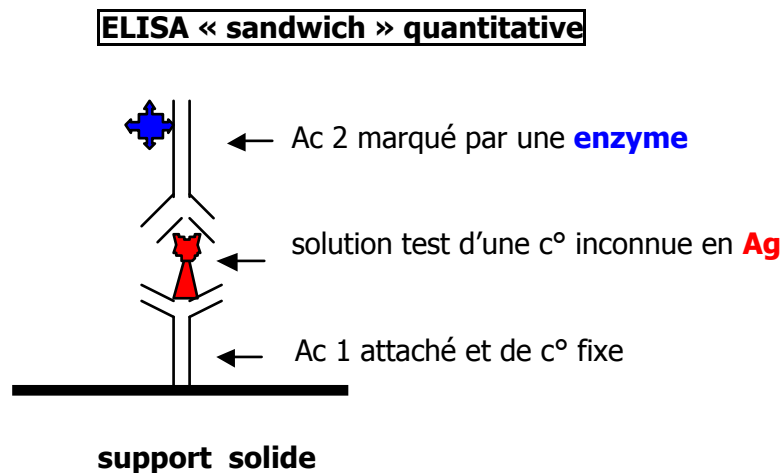 ELISA « sandwich » quantitative
Ac 2 marqué par une enzyme
solution test d’une c° inconnue en Ag
Ac 1 attaché et de c° fixe
support solide